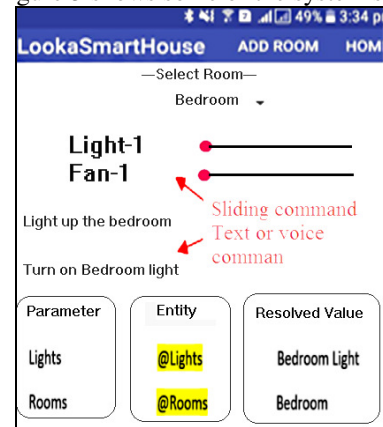 49% 3:34 p
LookaSmartHouse ADD ROOM HOM
—Select Room—
Bedroom
Light-1
Fan-1
Sliding command
Light up the bedroom
Text or voice
comman
Turn on Bedroom light
Parameter Entity Resolved Value
Lights @Lights Bedroom Light
Rooms @Rooms Bedroom